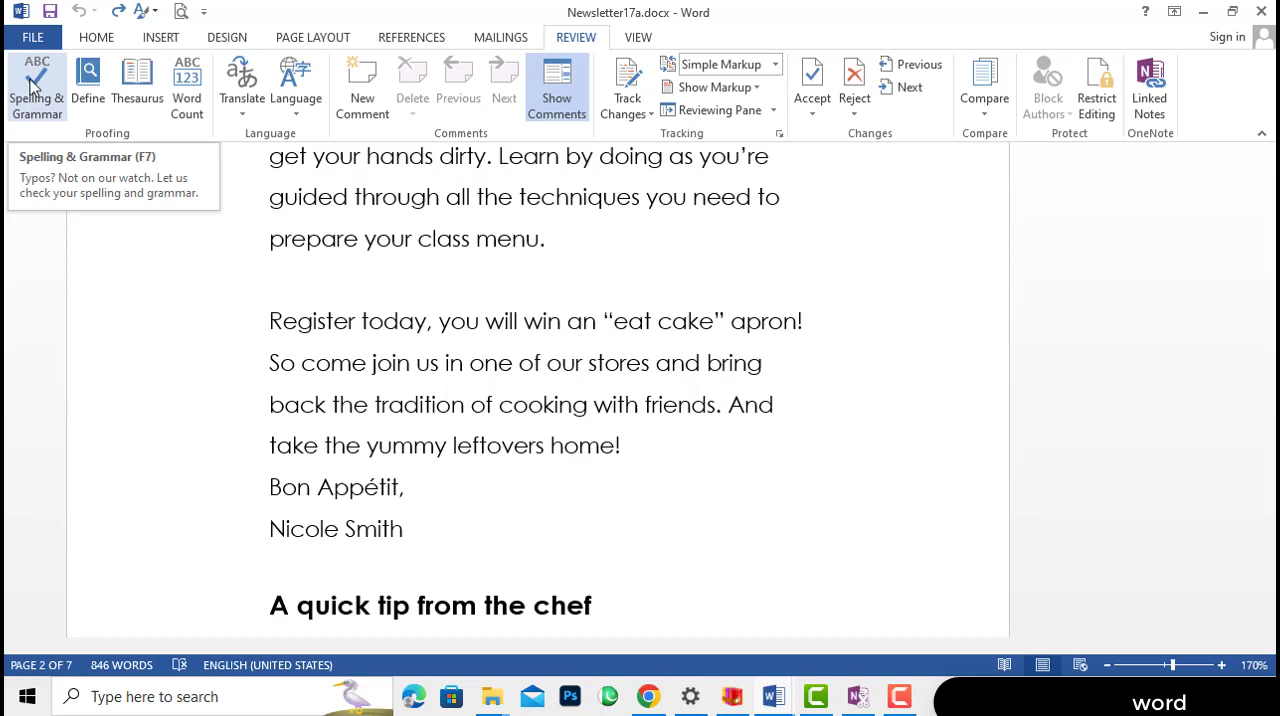 Newsletter17a.docx - Word
?
FILE HOME INSERT DESIGN PAGE LAYOUT REFERENCES MAILINGS REVIEW VIEW
Sign in
ABC
Spelling &
Grammar
Define
Thesaurus
ABC
123
Word
Count
Proofing
Translate
Language
Language
New
Comment
Delete
Previous
Next
Show
Comments
Comments
Track
Changes
Simple Markup
Show Markup
Reviewing Pane
Tracking
Accept
Reject
Previous
Next
Changes
Compare
Compare
Block
Authors
Restrict
Editing
Protect
Linked
Notes
OneNote
Spelling & Grammar (F7)
Typos? Not on our watch. Let us
check your spelling and grammar.
get your hands dirty. Learn by doing as you’re
guided through all the techniques you need to
prepare your class menu.
Register today, you will win an “eat cake” apron!
So come join us in one of our stores and bring
back the tradition of cooking with friends. And
take the yummy leftovers home!
Bon Appétit,
Nicole Smith
A quick tip from the chef
PAGE 2 OF 7 846 WORDS ENGLISH (UNITED STATES)
170%
Type here to search
Ps
word